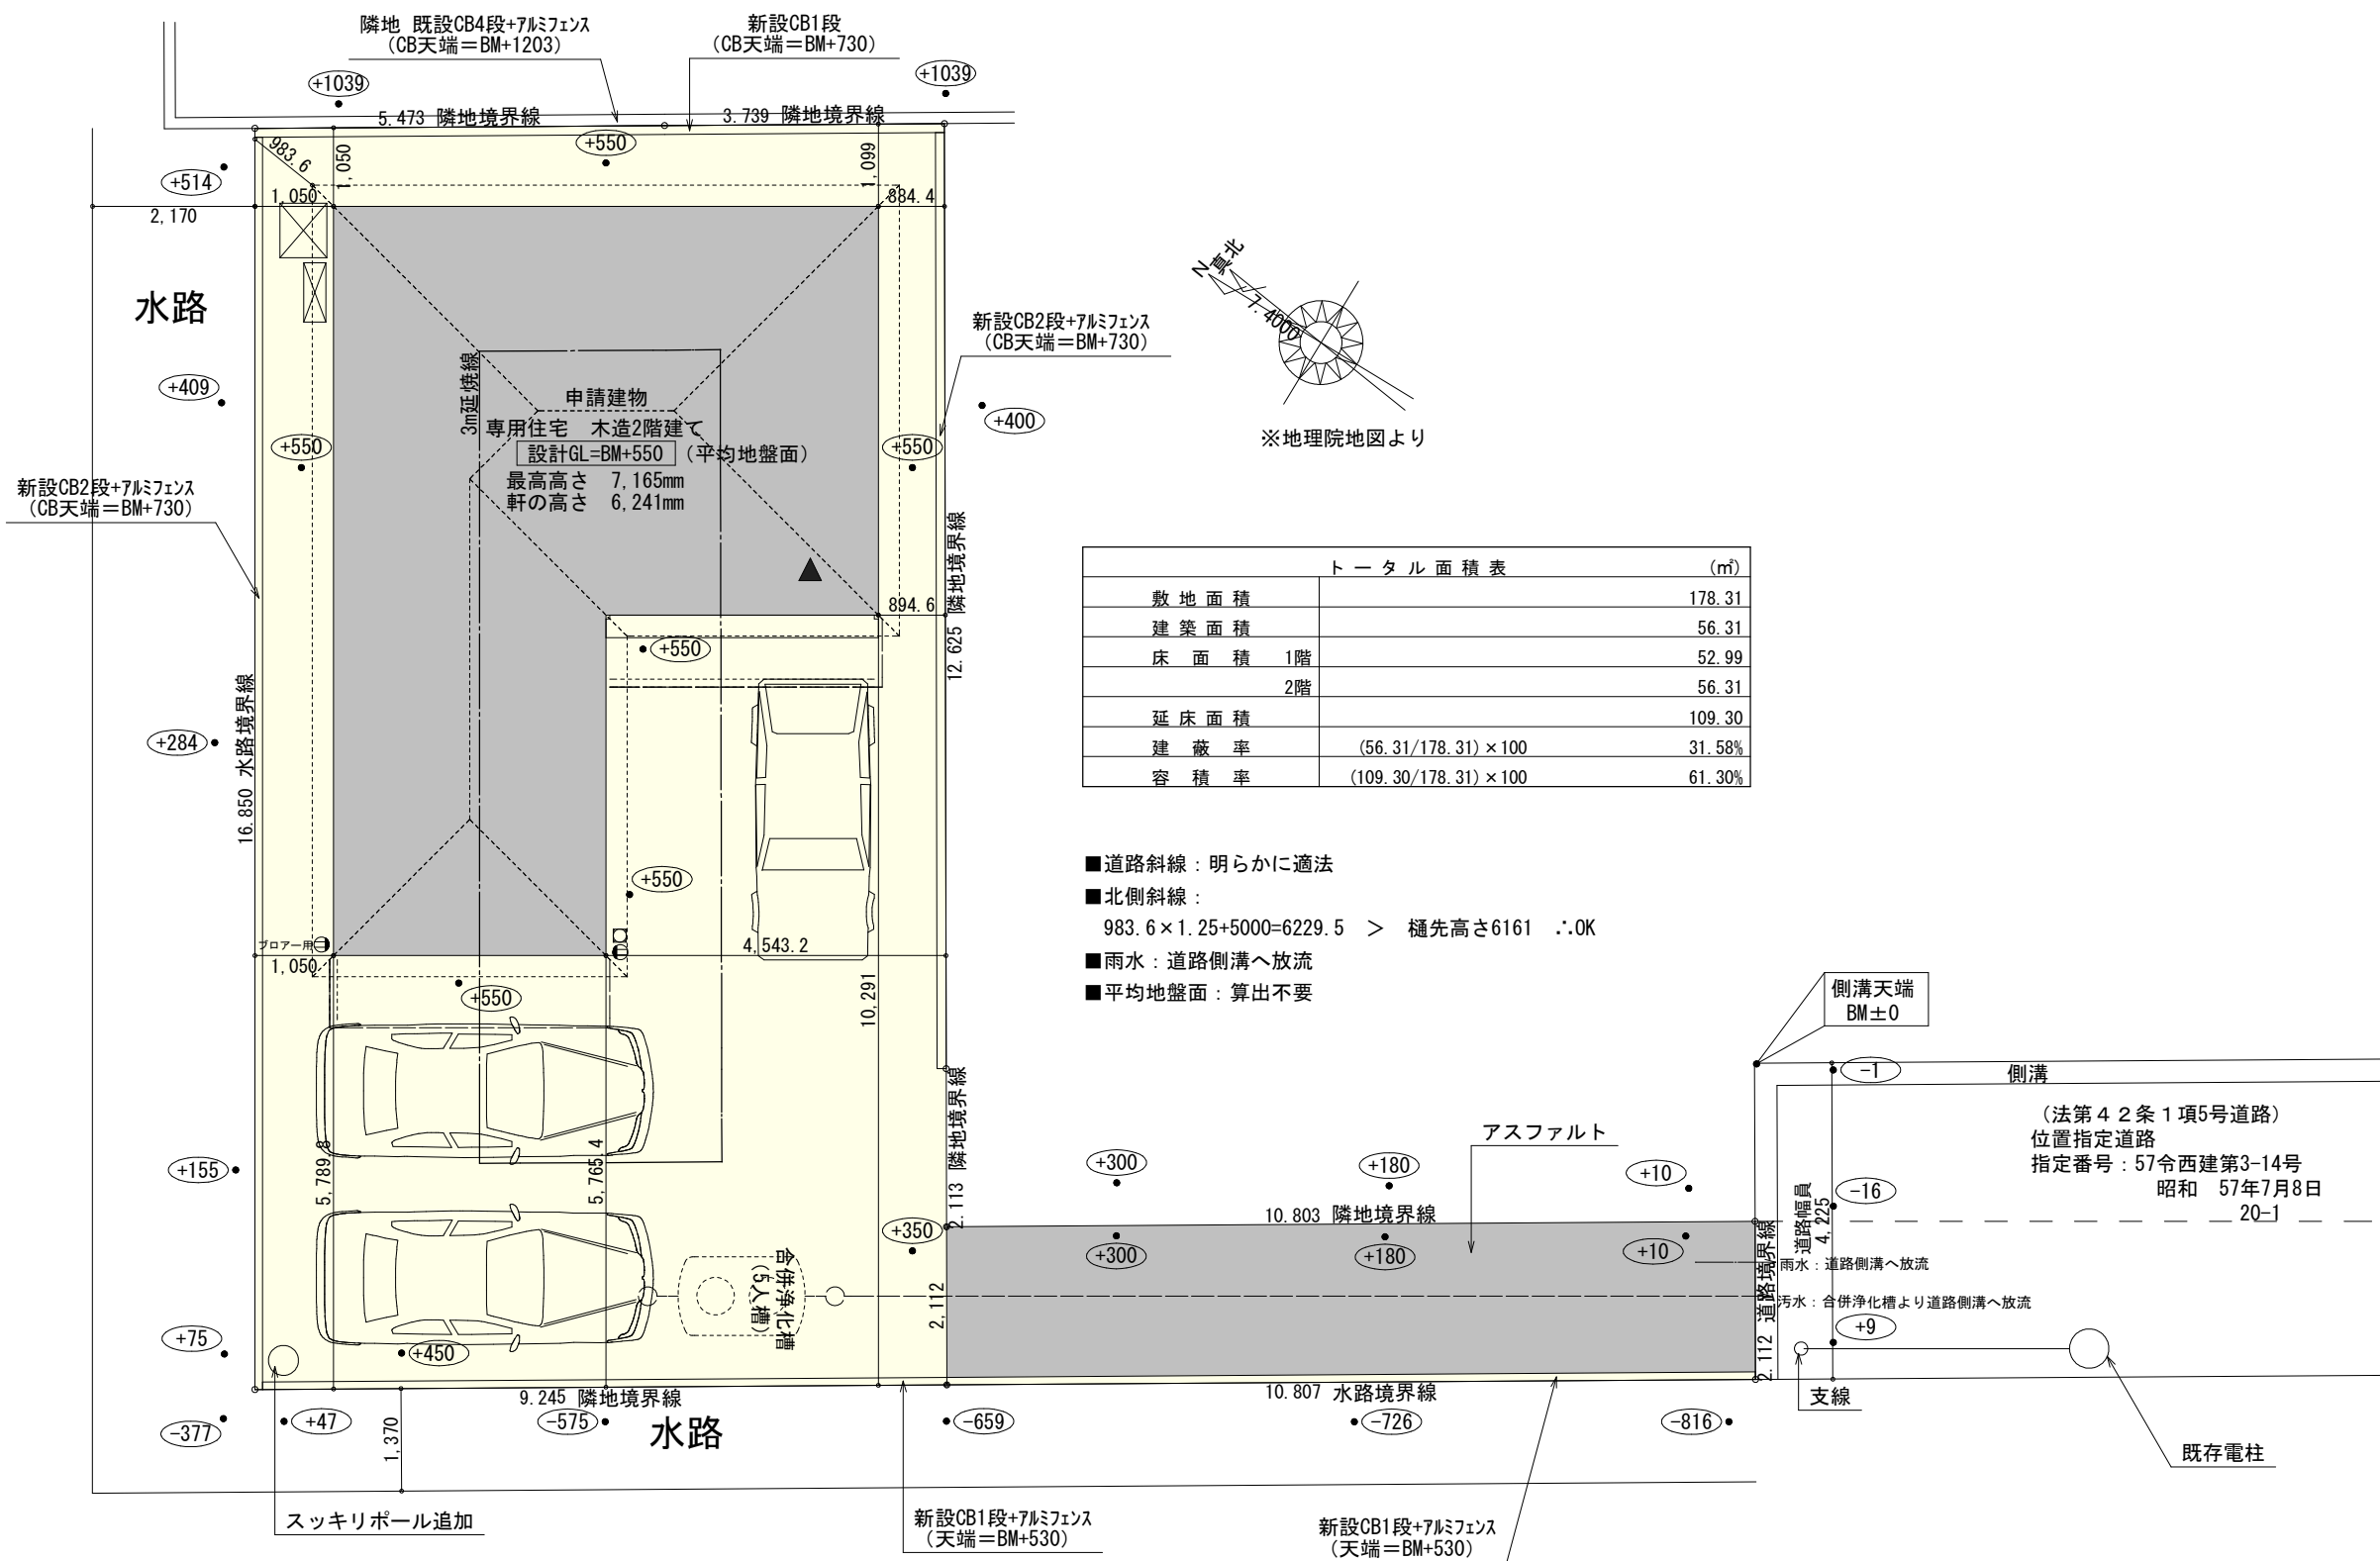 隣地 既設CB4段+ｱﾙﾐﾌｪﾝｽ
（CB天端＝BM+1203）
新設CB1段
（CB天端＝BM+730）
+1039
+1039
5.473 隣地境界線
3.739 隣地境界線
983.6
1,050
+550
1,099
+514
1,050
884.4
2,170
水路
N
真北
7.4000
※地理院地図より
新設CB2段+ｱﾙﾐﾌｪﾝｽ
（CB天端＝BM+730）
+409
+400
3m延焼線
申請建物
専用住宅　木造2階建て
設計GL=BM+550（平均地盤面）
最高高さ　7,165mm
軒の高さ　6,241mm
+550
+550
新設CB2段+ｱﾙﾐﾌｪﾝｽ
（CB天端＝BM+730）
12.625 隣地境界線
894.6
+550
16.850 水路境界線
+284
トータル面積表　(㎡)
敷地面積　178.31
建築面積　56.31
床面積　1階　52.99
2階　56.31
延床面積　109.30
建蔽率　(56.31/178.31)×100　31.58%
容積率　(109.30/178.31)×100　61.30%
■道路斜線：明らかに適法
■北側斜線：
983.6×1.25+5000=6229.5　＞　樋先高さ6161　∴OK
■雨水：道路側溝へ放流
■平均地盤面：算出不要
+550
ブロアー用
1,050
4,543.2
+550
10,291
側溝天端
BM±0
-1
側溝
（法第４２条１項5号道路）
位置指定道路
指定番号：57令西建第3-14号
昭和　57年7月8日
20-1
2.113 隣地境界線
アスファルト
+155
5,789.8
5,765.4
+300
+180
+10
-16
道路幅員
4,225
10.803 隣地境界線
+350
+300
+180
+10
雨水：道路側溝へ放流
合併浄化槽
（5人槽）
2,112
2.112 道路境界線
汚水：合併浄化槽より道路側溝へ放流
+75
+450
+9
9.245 隣地境界線
10.807 水路境界線
支線
-377
+47
-575
水路
-659
-726
-816
1,370
既存電柱
スッキリポール追加
新設CB1段+ｱﾙﾐﾌｪﾝｽ
（天端＝BM+530）
新設CB1段+ｱﾙﾐﾌｪﾝｽ
（天端＝BM+530）